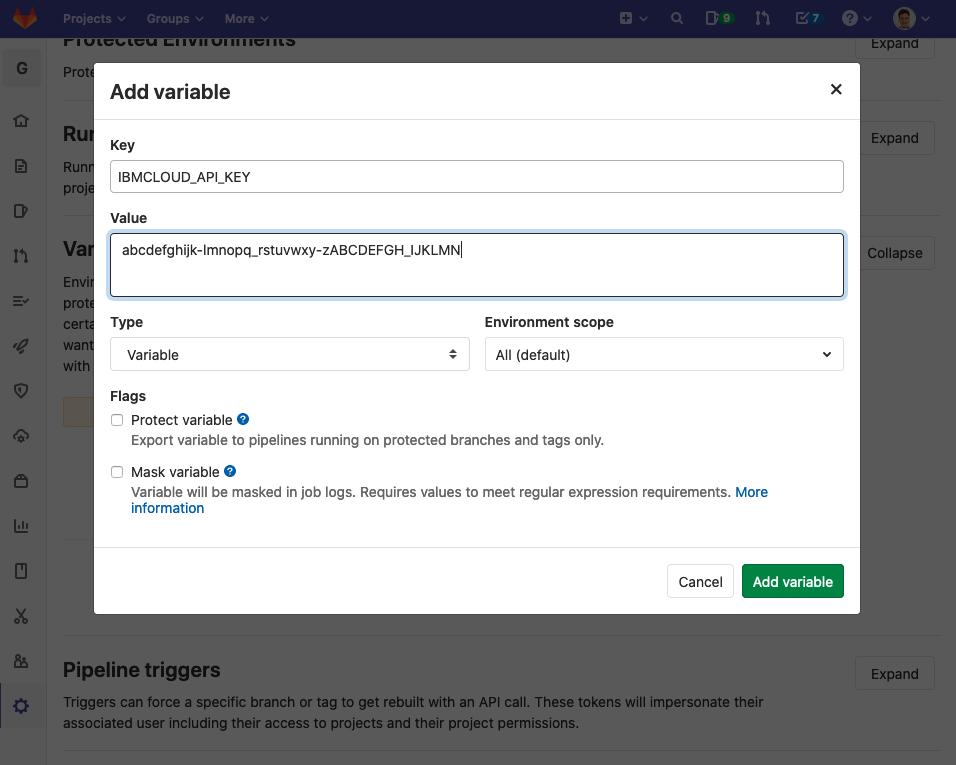 Projects Groups More 9 7
Protected Environments
Expand
G
Prote
Add variable
Key
IBMCLOUD_API_KEY
Value
abcdefghijk-lmnopq_rstuvwxy-zABCDEFGH_IJKLMN
Type Environment scope
Variable All (default)
Flags
Protect variable ?
Export variable to pipelines running on protected branches and tags only.
Mask variable ?
Variable will be masked in job logs. Requires values to meet regular expression requirements. More
information
Cancel Add variable
Run
Expand
Runn
proje
Var
Collapse
Envir
prote
certa
want
with
Pipeline triggers
Expand
Triggers can force a specific branch or tag to get rebuilt with an API call. These tokens will impersonate their
associated user including their access to projects and their project permissions.